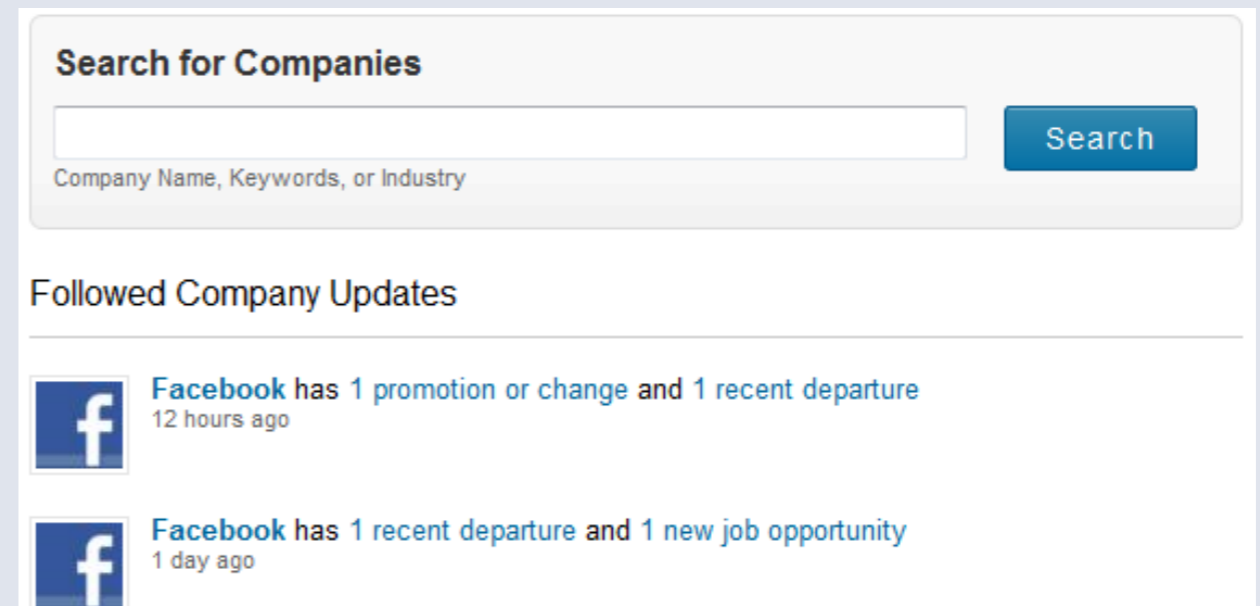 Search for Companies
Search
Company Name, Keywords, or Industry
Followed Company Updates
Facebook has 1 promotion or change and 1 recent departure
12 hours ago
Facebook has 1 recent departure and 1 new job opportunity
1 day ago